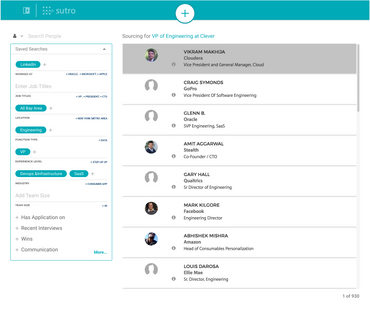 sutro
Search People
Saved Searches
LinkedIn
WORKED AT
+ GOOGLE + MICROSOFT + APPLE
Enter Job Titles
JOB TITLES
+ VP + PRESIDENT + CTO
All Bay Area
LOCATION
+ NEW YORK METRO AREA
Engineering
FUNCTION TYPE
VP
EXPERIENCE LEVEL
+ STEP UP VP
DevOps &Infrastructure
SaaS
INDUSTRY
+ CONSUMER APP
Add Team Size
TEAM SIZE
+ Has Application on
+ Recent Interviews
+ Wins
+ Communication
More...
Sourcing for VP of Engineering at Clever
VIKRAM MAKHIJA
Cloudera
Vice President and General Manager, Cloud
CRAIG SYMONDS
GoPro
Vice President Of Software Engineering
GLENN B.
Oracle
SVP Engineering, SaaS
AMIT AGGARWAL
Stealth
Co-Founder / CTO
GARY HALL
Qualtrics
Sr Director of Engineering
MARK KILGORE
Facebook
Engineering Director
ABHISHEK MISHRA
Amazon
Head of Consumables Personalization
LOUIS DAROSA
Ellie Mae
Sr. Director, Engineering
1 of 930